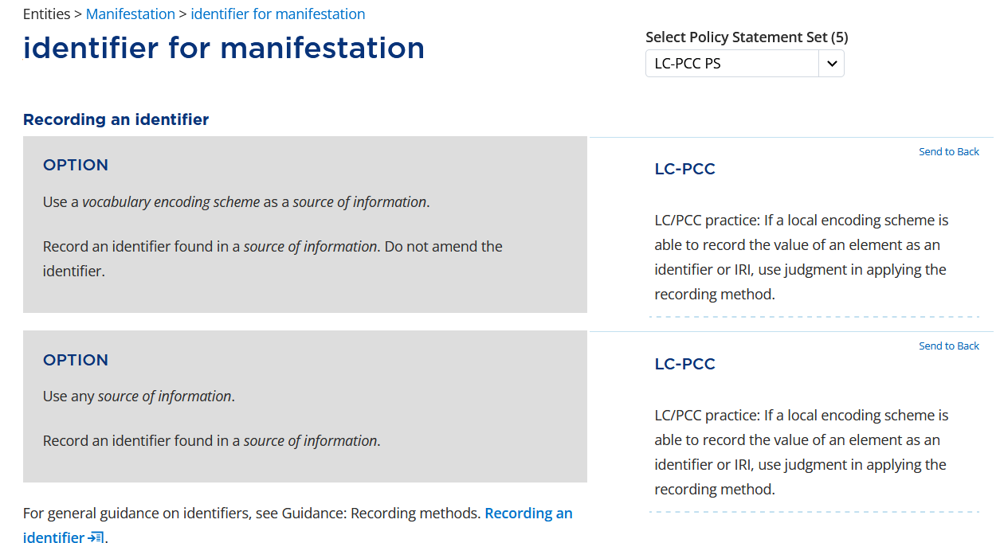 Entities > Manifestation > identifier for manifestation
identifier for manifestation
Select Policy Statement Set (5)
LC-PCC PS
Recording an identifier
OPTION
Use a vocabulary encoding scheme as a source of information.
Record an identifier found in a source of information. Do not amend the
identifier.
Send to Back
LC-PCC
LC/PCC practice: If a local encoding scheme is
able to record the value of an element as an
identifier or IRI, use judgment in applying the
recording method.
OPTION
Use any source of information.
Record an identifier found in a source of information.
Send to Back
LC-PCC
LC/PCC practice: If a local encoding scheme is
able to record the value of an element as an
identifier or IRI, use judgment in applying the
recording method.
For general guidance on identifiers, see Guidance: Recording methods. Recording an
identifier.